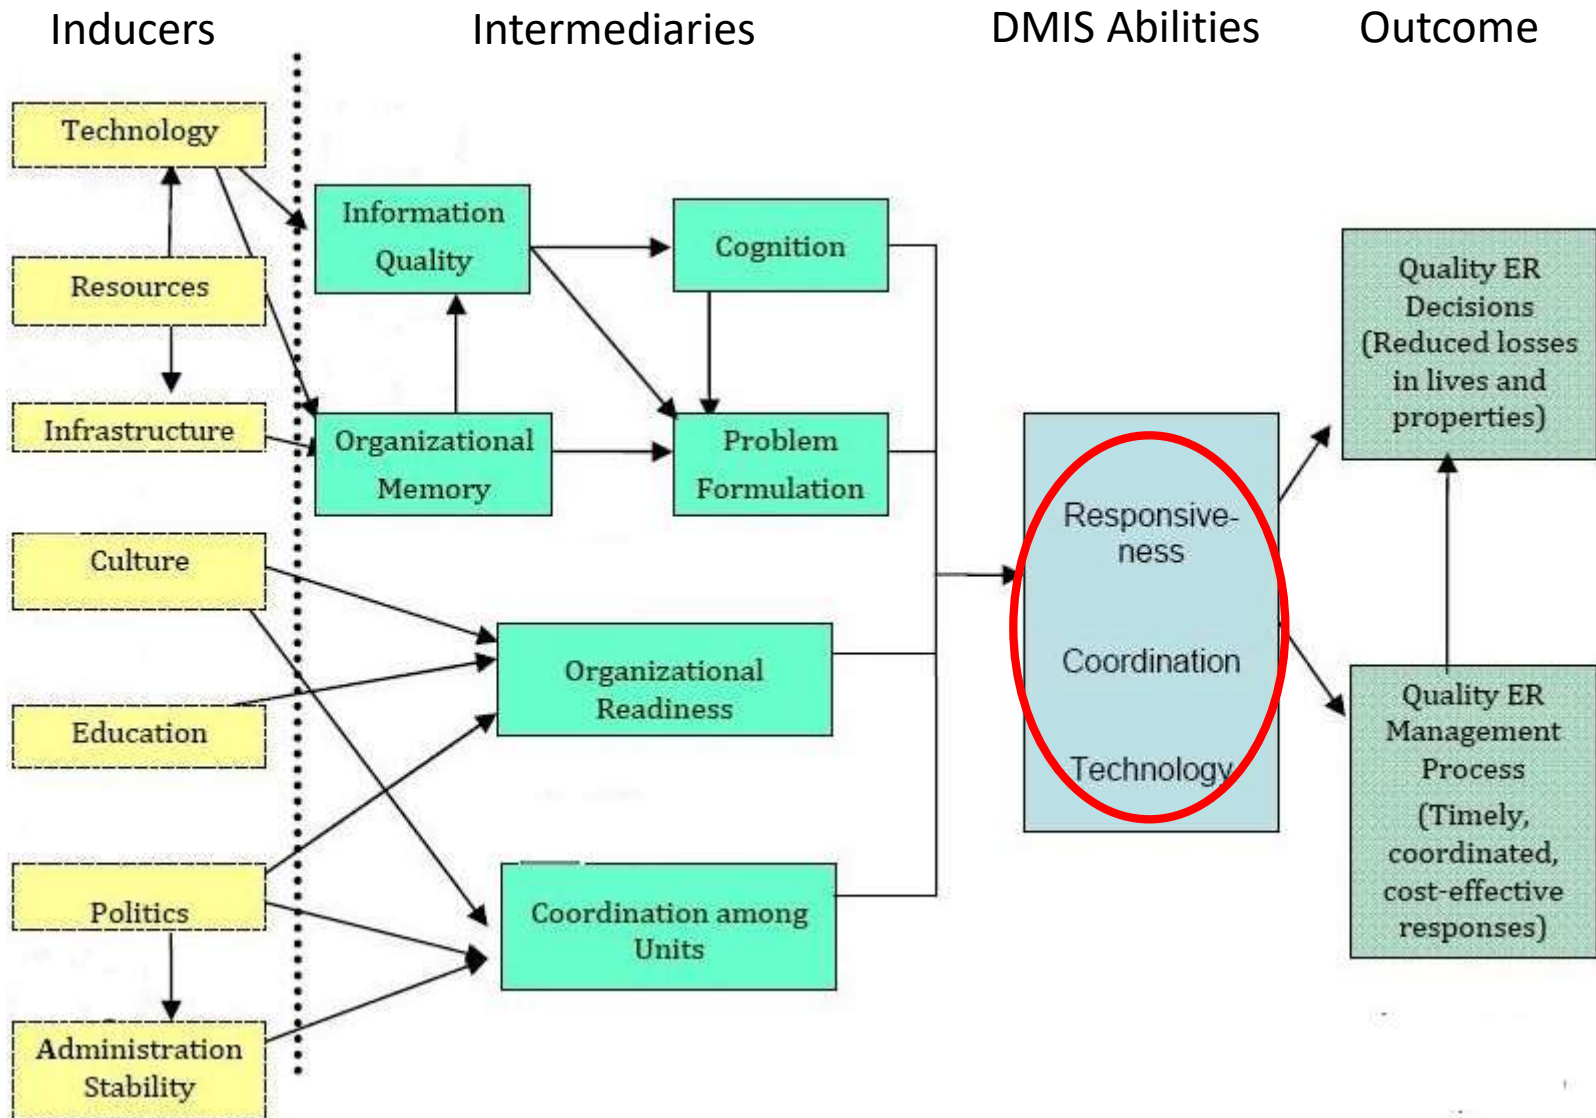 Inducers
Intermediaries
DMIS Abilities
Outcome
Technology
Resources
Infrastructure
Culture
Education
Politics
Administration
Stability
Information
Quality
Cognition
Organizational
Memory
Problem
Formulation
Organizational
Readiness
Coordination among
Units
Responsive-
ness
Coordination
Technology
Quality ER
Decisions
(Reduced losses
in lives and
properties)
Quality ER
Management
Process
(Timely,
coordinated,
cost-effective
responses)